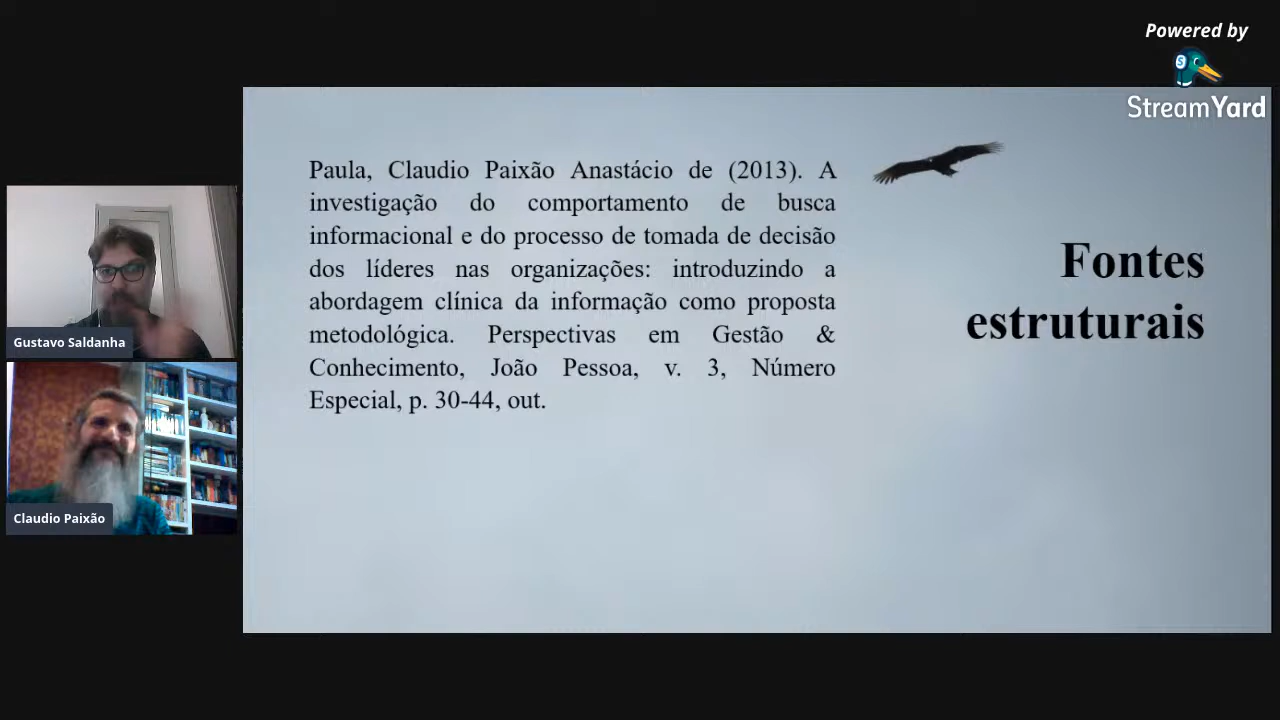 Powered by
StreamYard
Paula, Claudio Paixão Anastácio de (2013). A
investigação do comportamento de busca
informacional e do processo de tomada de decisão
dos líderes nas organizações: introduzindo a
abordagem clínica da informação como proposta
metodológica. Perspectivas em Gestão &
Conhecimento, João Pessoa, v. 3, Número
Especial, p. 30-44, out.
Fontes
estruturais
Gustavo Saldanha
Claudio Paixão